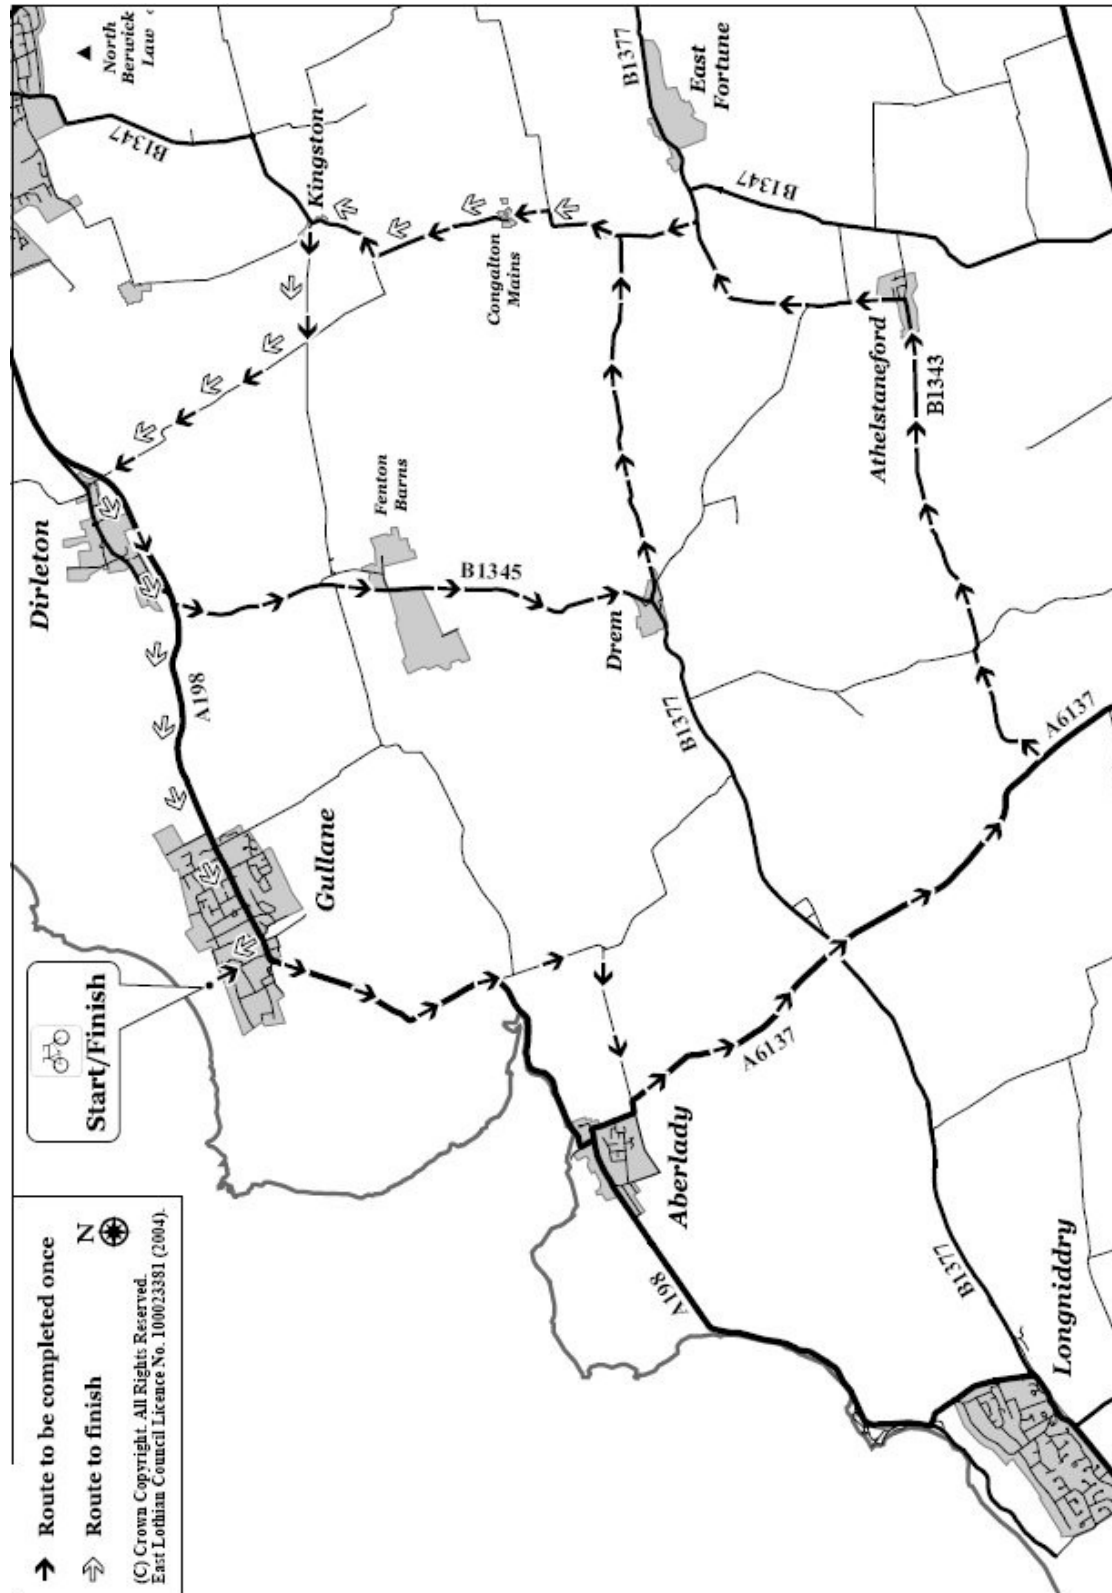 Route to be completed once
Route to finish
N
(C) Crown Copyright. All Rights Reserved.
East Lothian Council Licence No. 100023381 (2004).
Start/Finish
Gullane
Dirleton
A198
North
Berwick
Law
B1347
Kingston
Fenton
Barns
B1345
Congalton
Mains
B1377
East
Fortune
Drem
B1377
B1347
Athelstaneford
B1343
A6137
A6137
Aberlady
A198
B1377
Longniddry